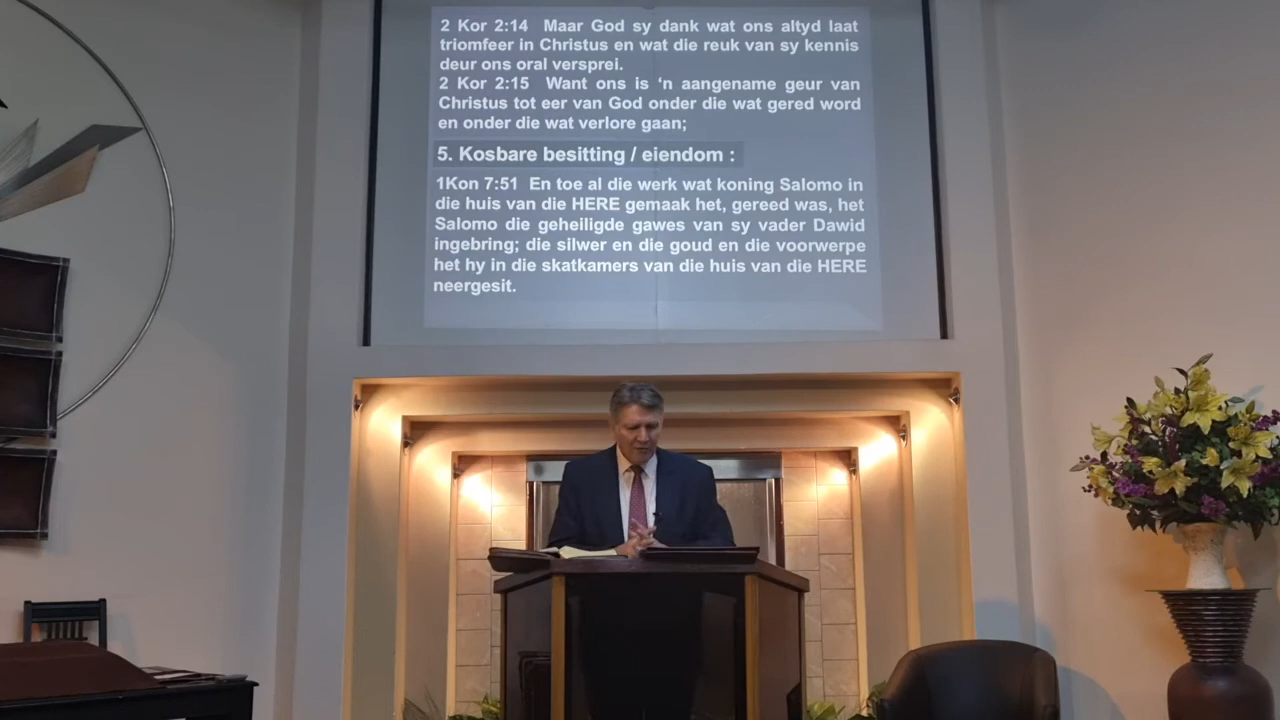 2 Kor 2:14 Maar God sy dank wat ons altyd laat
triomfeer in Christus en wat die reuk van sy kennis
deur ons oral versprei.
2 Kor 2:15 Want ons is ‘n aangename geur van
Christus tot eer van God onder die wat gered word
en onder die wat verlore gaan;
5. Kosbare besitting / eiendom :
1Kon 7:51 En toe al die werk wat koning Salomo in
die huis van die HERE gemaak het, gereed was, het
Salomo die geheiligde gawes van sy vader Dawid
ingebring; die silwer en die goud en die voorwerpe
het hy in die skatkamers van die huis van die HERE
neergesit.